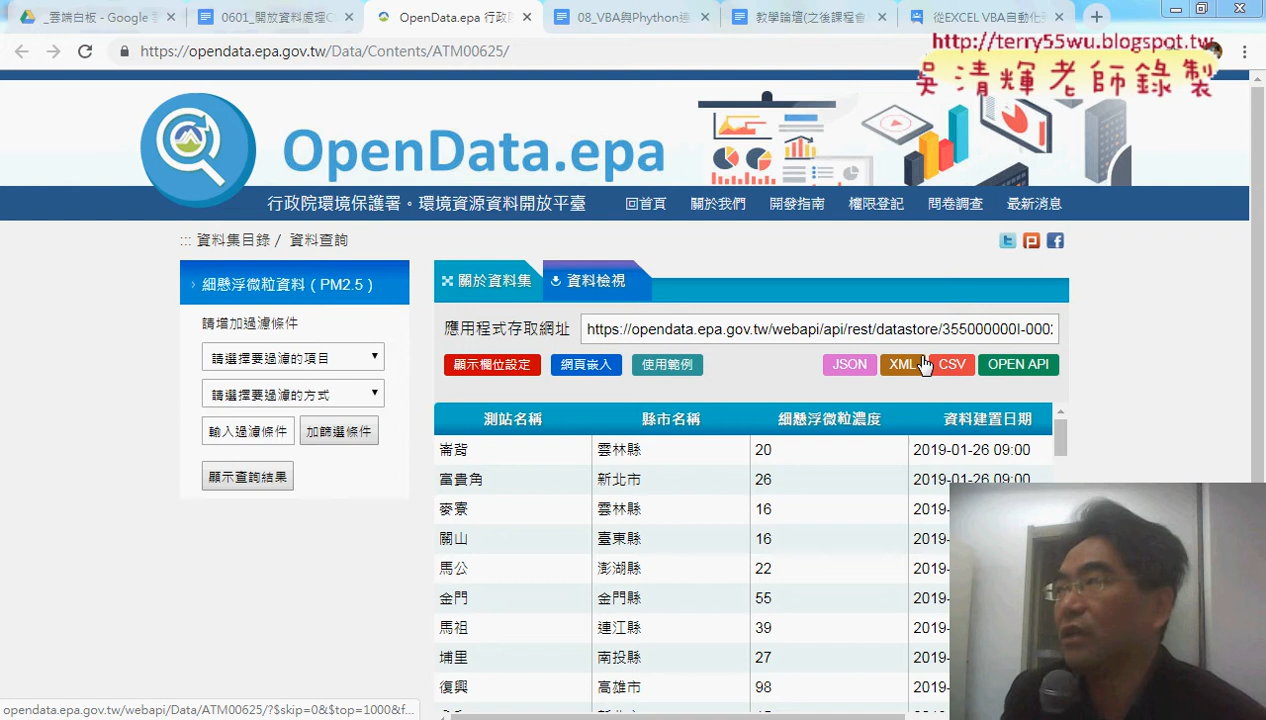 _雲端白板 - Google 雲
0601_開放資料處理C
OpenData.epa 行政院
08_VBA與Phython連
教學論壇(之後課程會
從EXCEL VBA自動化到
https://opendata.epa.gov.tw/Data/Contents/ATM00625/
http://terry55wu.blogspot.tw
吳清輝老師錄製
OpenData.epa
行政院環境保護署。環境資源資料開放平臺
回首頁
關於我們
開發指南
權限登記
問卷調查
最新消息
::: 資料集目錄 / 資料查詢
細懸浮微粒資料 ( PM2.5 )
請增加過濾條件
請選擇要過濾的項目
請選擇要過濾的方式
輸入過濾條件
加篩選條件
顯示查詢結果
關於資料集
資料檢視
應用程式存取網址
https://opendata.epa.gov.tw/webapi/api/rest/datastore/355000000I-000
顯示欄位設定
網頁嵌入
使用範例
JSON
XML
CSV
OPEN API
測站名稱 縣市名稱 細懸浮微粒濃度 資料建置日期
崙背 雲林縣 20 2019-01-26 09:00
富貴角 新北市 26 2019-01-26 09:00
麥寮 雲林縣 16 2019-
關山 臺東縣 16 2019-
馬公 澎湖縣 22 2019-
金門 金門縣 55 2019-
馬祖 連江縣 39 2019-
埔里 南投縣 27 2019-
復興 高雄市 98 2019-
opendata.epa.gov.tw/webapi/Data/ATM00625/?$skip=0&$top=1000&f...